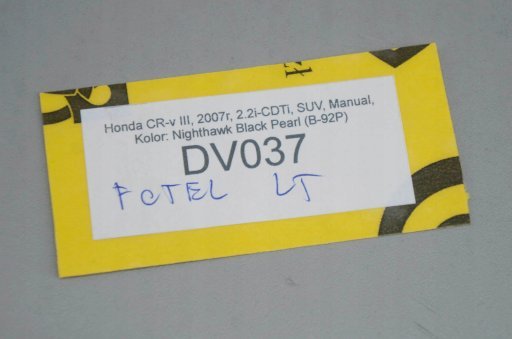 Honda CR-v III, 2007r, 2.2i-CDTi, SUV, Manual,
Kolor: Nighthawk Black Pearl (B-92P)
DV037
FOTEL LT